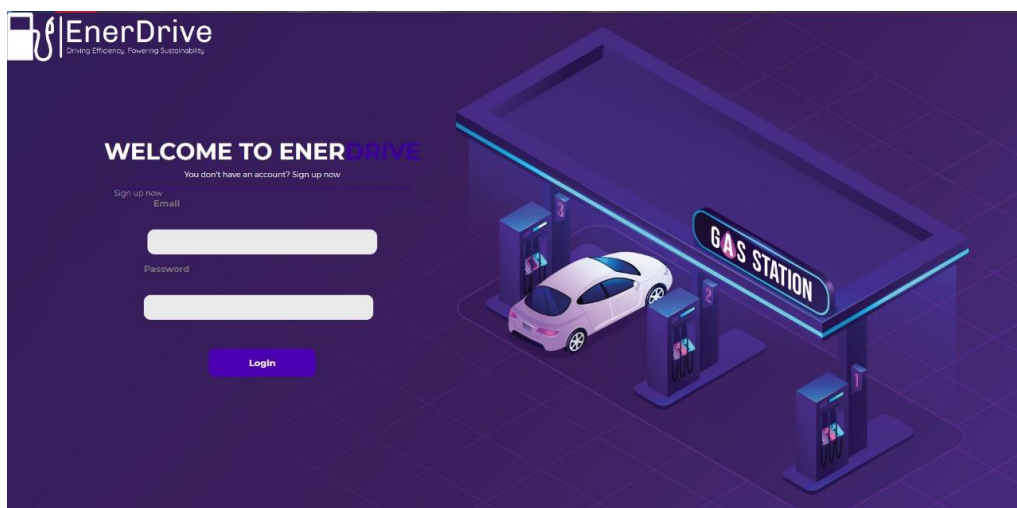 EnerDrive
Driving Efficiency, Powering Sustainability
WELCOME TO ENERDRIVE
You don't have an account? Sign up now
Sign up now
Email
Password
Login
3
2
1
GAS STATION